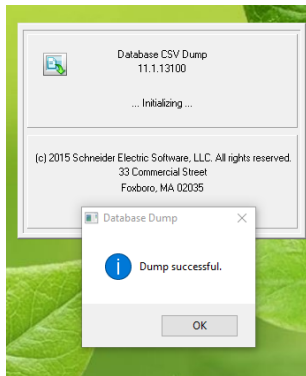 Database CSV Dump
11.1.13100
... Initializing ...
(c) 2015 Schneider Electric Software, LLC. All rights reserved.
33 Commercial Street
Foxboro, MA 02035
Database Dump
Dump successful.
OK